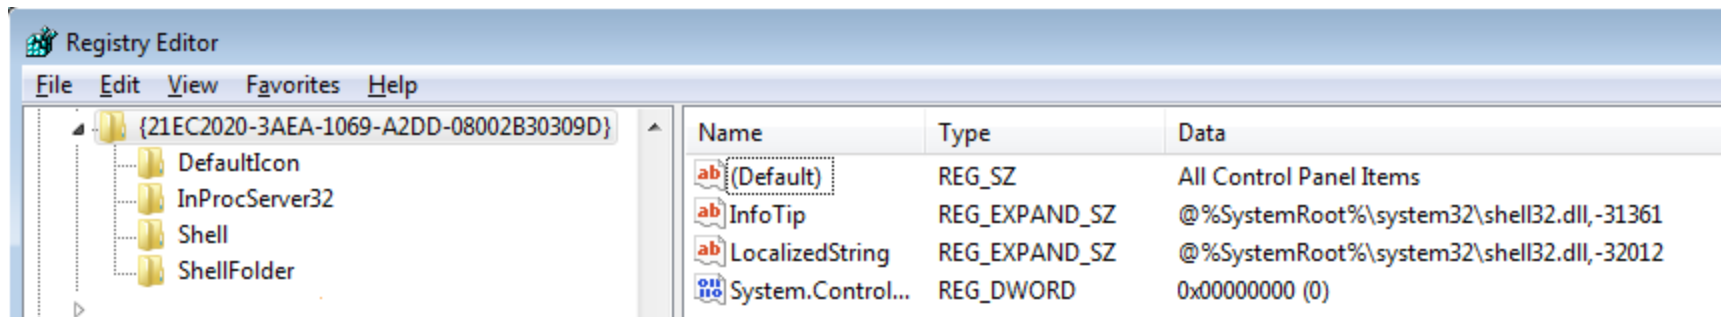 Registry Editor
File Edit View Favorites Help
{21EC2020-3AEA-1069-A2DD-08002B30309D}
DefaultIcon
InProcServer32
Shell
ShellFolder
Name Type Data
(Default) REG_SZ All Control Panel Items
InfoTip REG_EXPAND_SZ @%SystemRoot%\system32\shell32.dll,-31361
LocalizedString REG_EXPAND_SZ @%SystemRoot%\system32\shell32.dll,-32012
System.Control... REG_DWORD 0x00000000 (0)